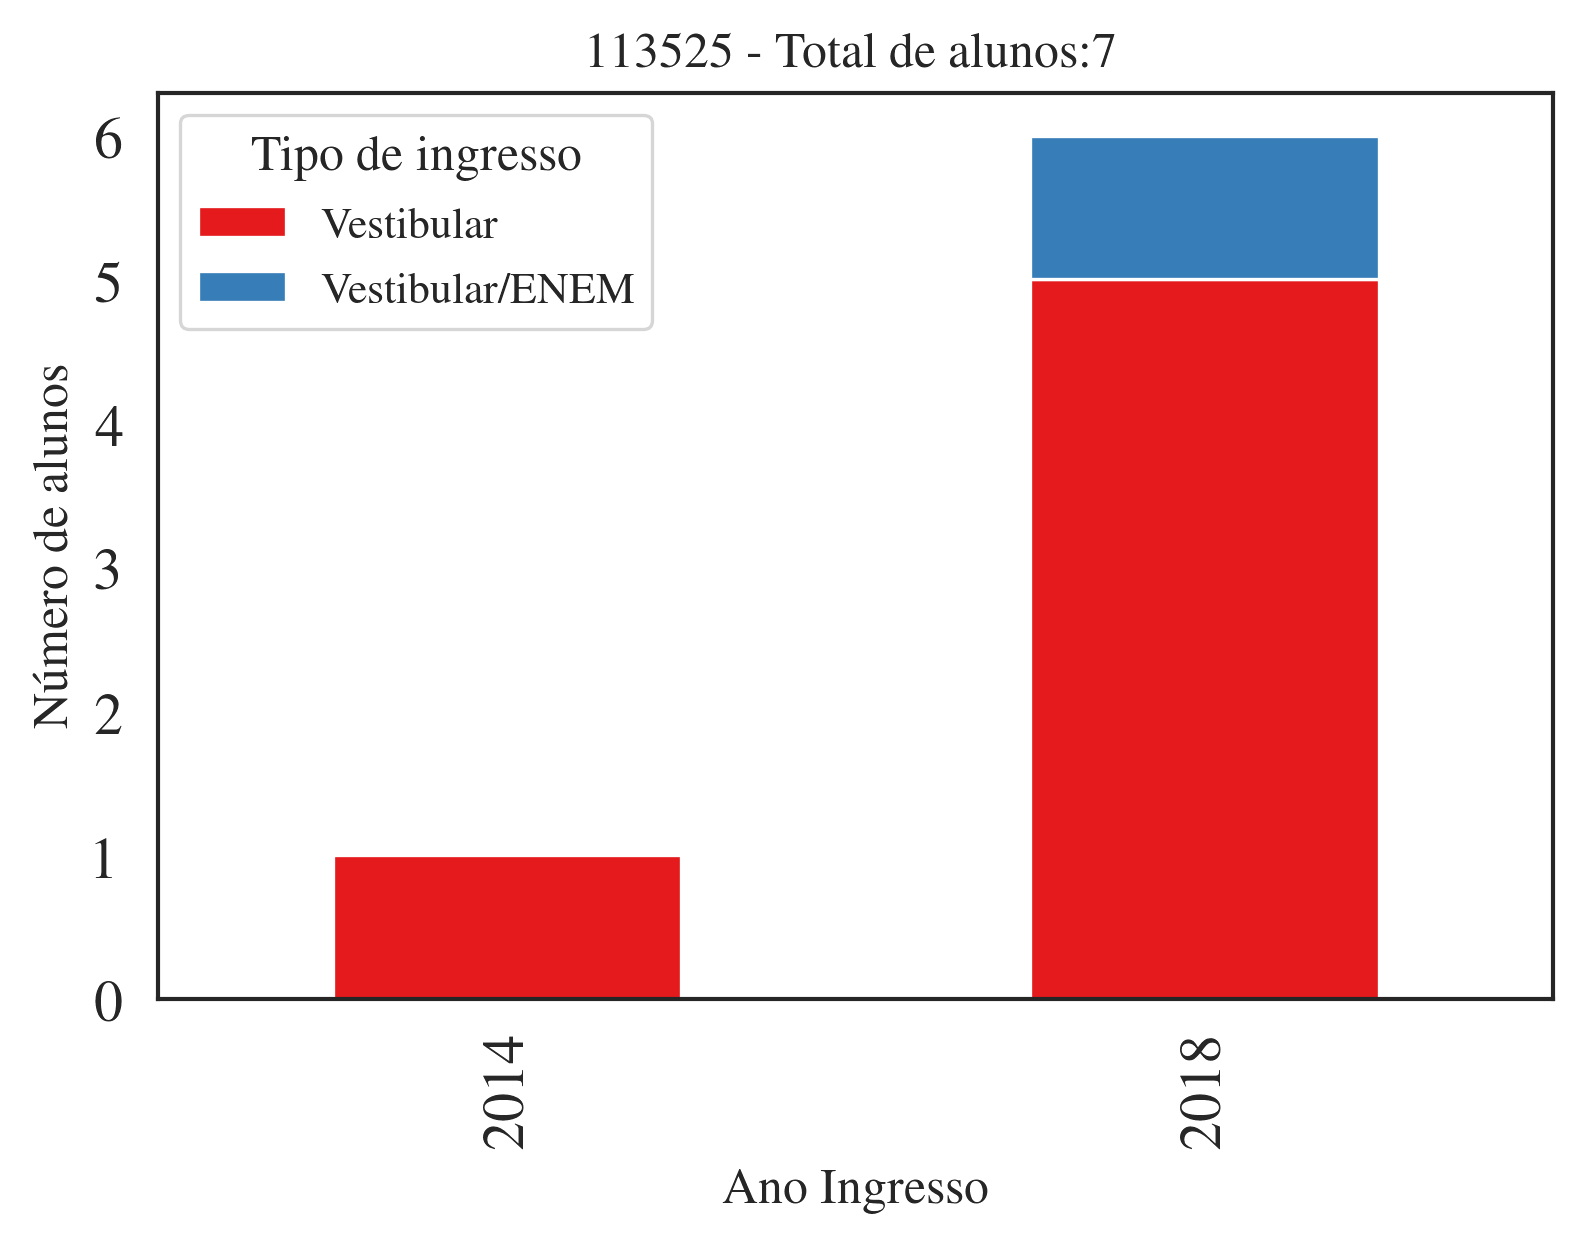 113525 - Total de alunos:7
Tipo de ingresso
Vestibular
Vestibular/ENEM
Número de alunos
6
5
4
3
2
1
0
2014
2018
Ano Ingresso